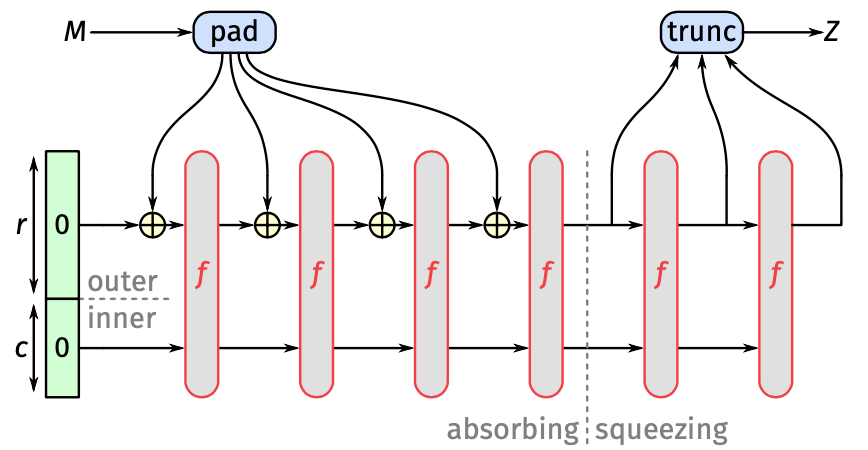 M pad trunc Z
r 0
f f f f f f
outer
inner
c 0
absorbing squeezing